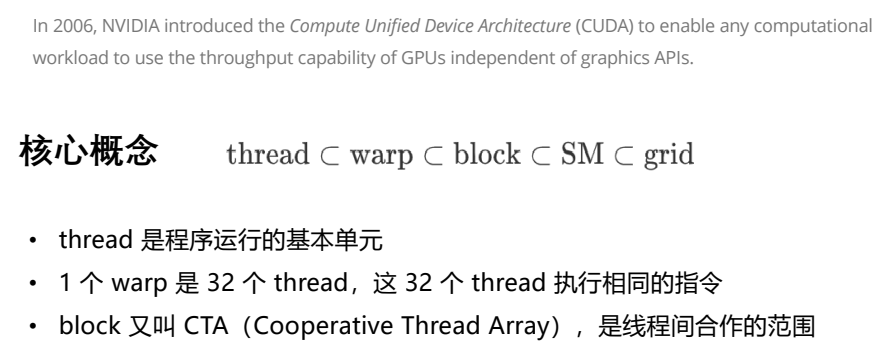 In 2006, NVIDIA introduced the Compute Unified Device Architecture (CUDA) to enable any computational
workload to use the throughput capability of GPUs independent of graphics APIs.
核心概念 thread ⊂ warp ⊂ block ⊂ SM ⊂ grid
• thread 是程序运行的基本单元
• 1 个 warp 是 32 个 thread，这 32 个 thread 执行相同的指令
• block 又叫 CTA（Cooperative Thread Array），是线程间合作的范围